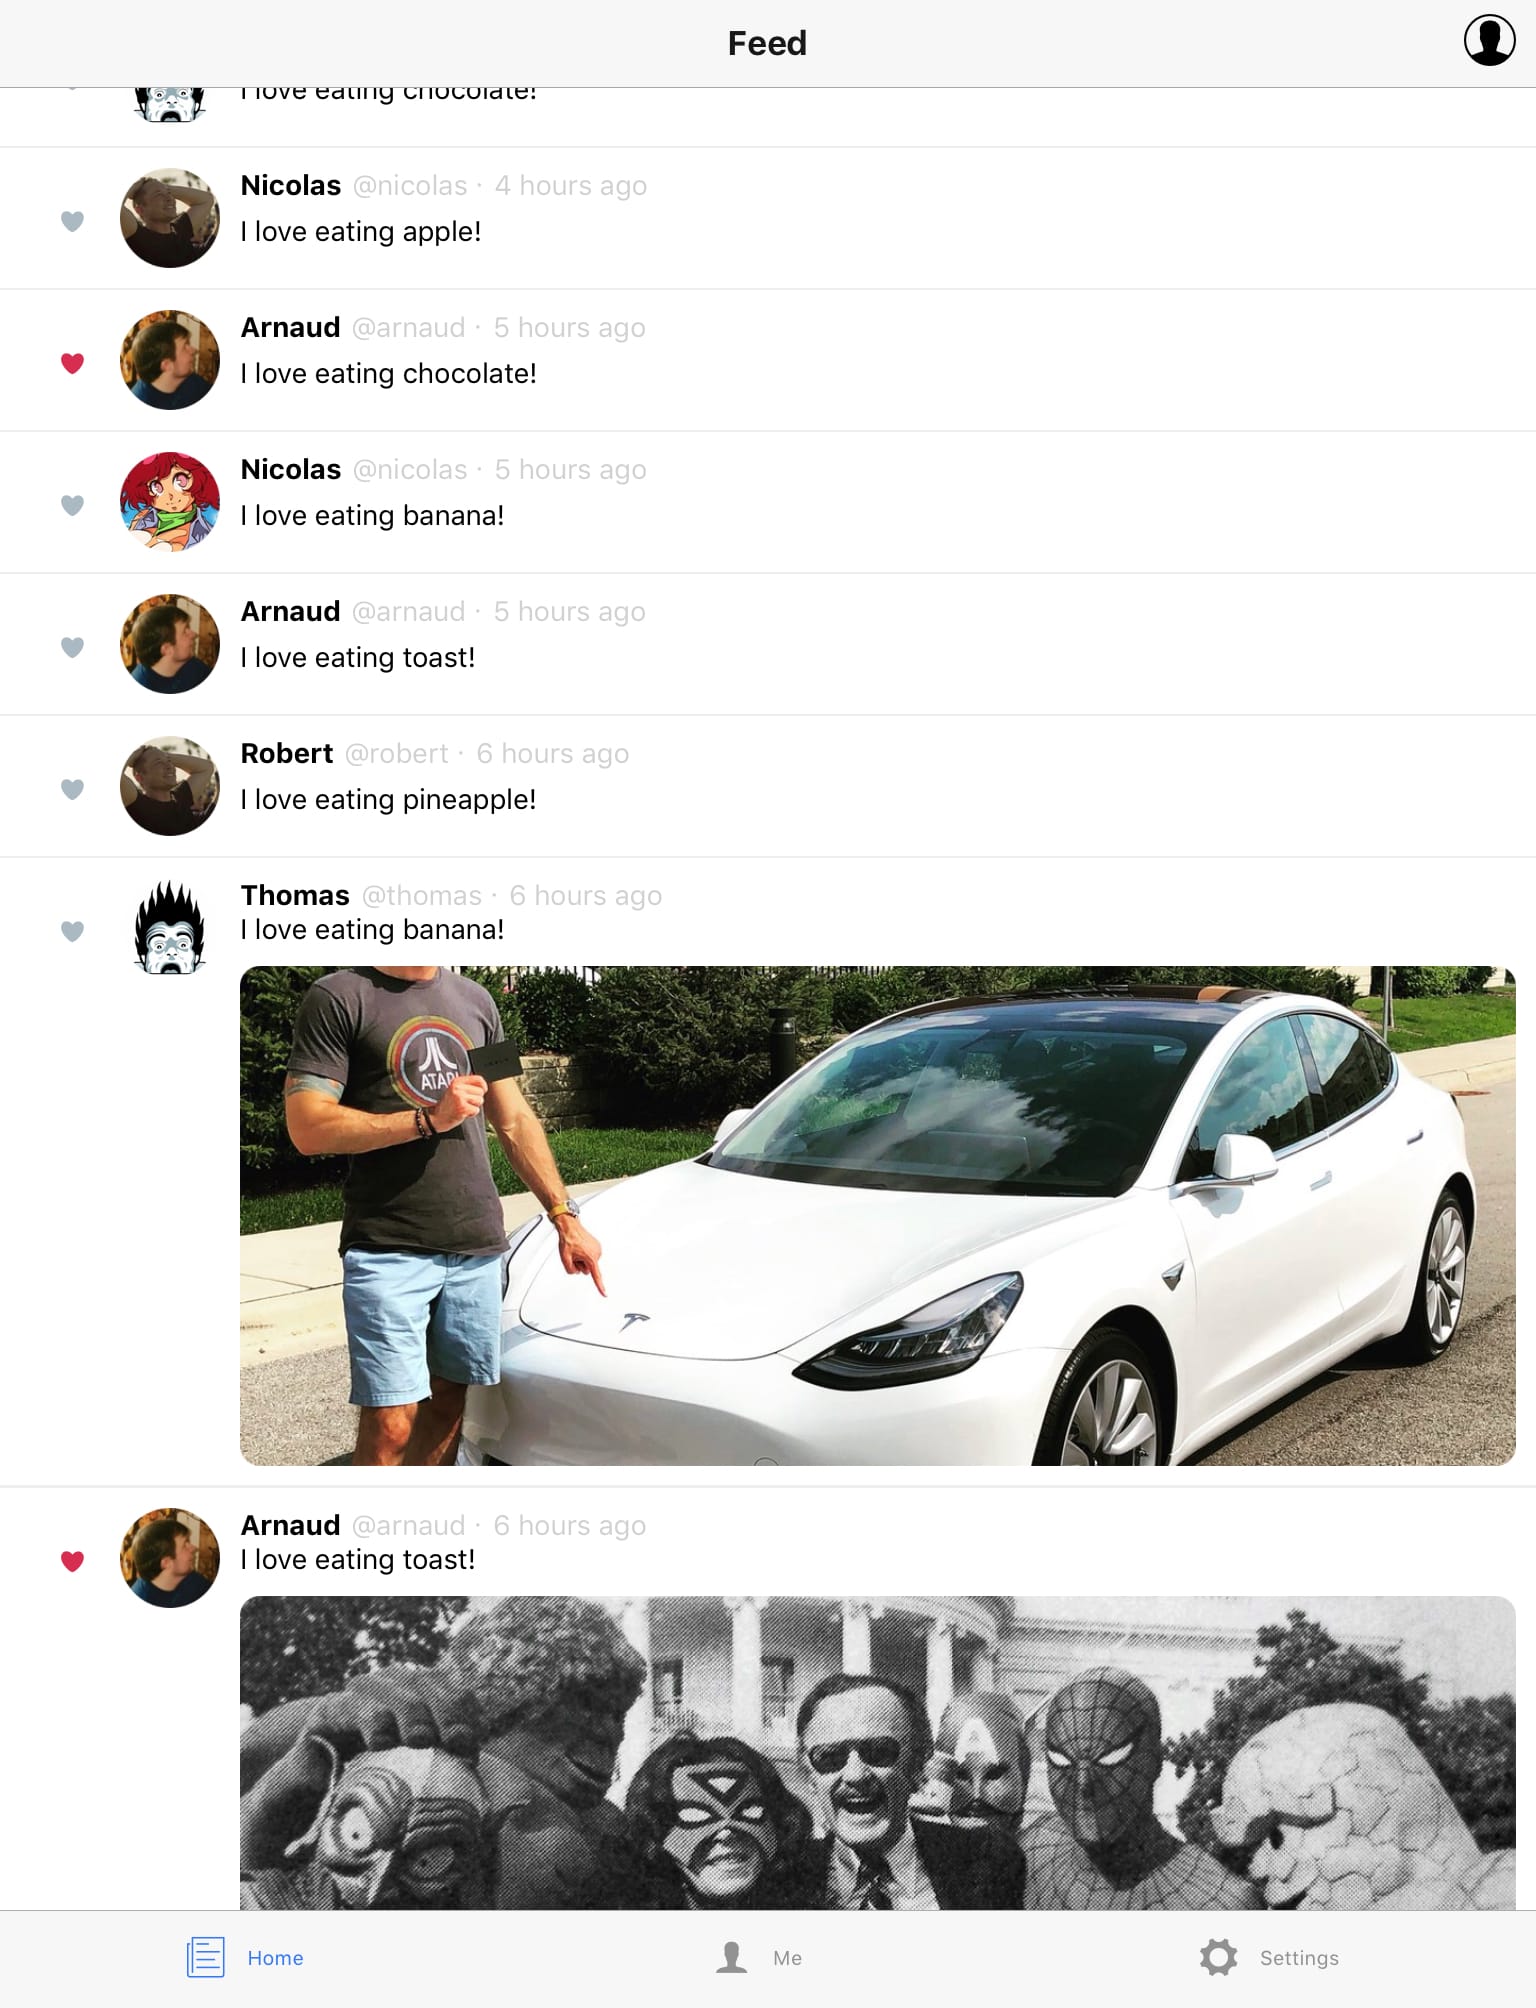 Feed
I love eating chocolate!
Nicolas @nicolas · 4 hours ago
I love eating apple!
Arnaud @arnaud · 5 hours ago
I love eating chocolate!
Nicolas @nicolas · 5 hours ago
I love eating banana!
Arnaud @arnaud · 5 hours ago
I love eating toast!
Robert @robert · 6 hours ago
I love eating pineapple!
Thomas @thomas · 6 hours ago
I love eating banana!
ATARI
Arnaud @arnaud · 6 hours ago
I love eating toast!
A
Home
Me
Settings